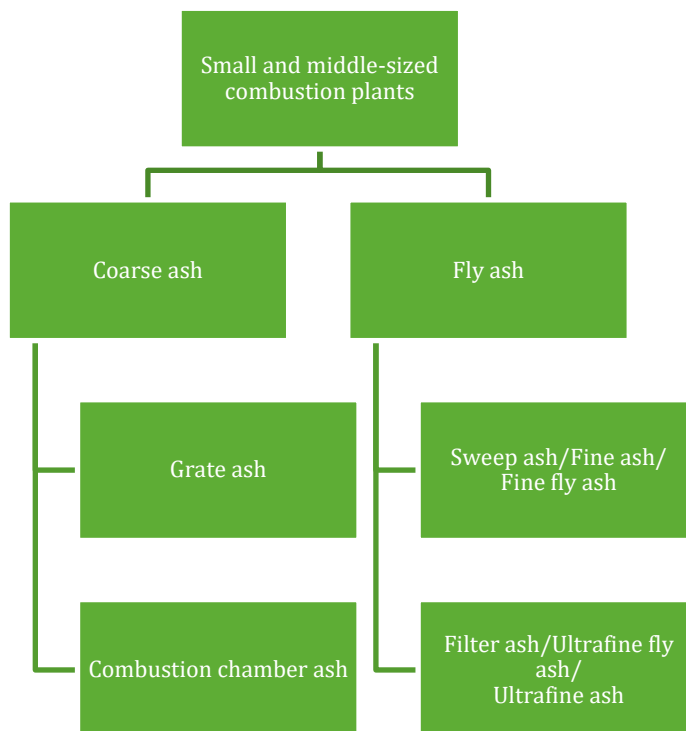 Small and middle-sized
combustion plants
Coarse ash
Fly ash
Grate ash
Sweep ash/Fine ash/
Fine fly ash
Combustion chamber ash
Filter ash/Ultrafine fly
ash/
Ultrafine ash